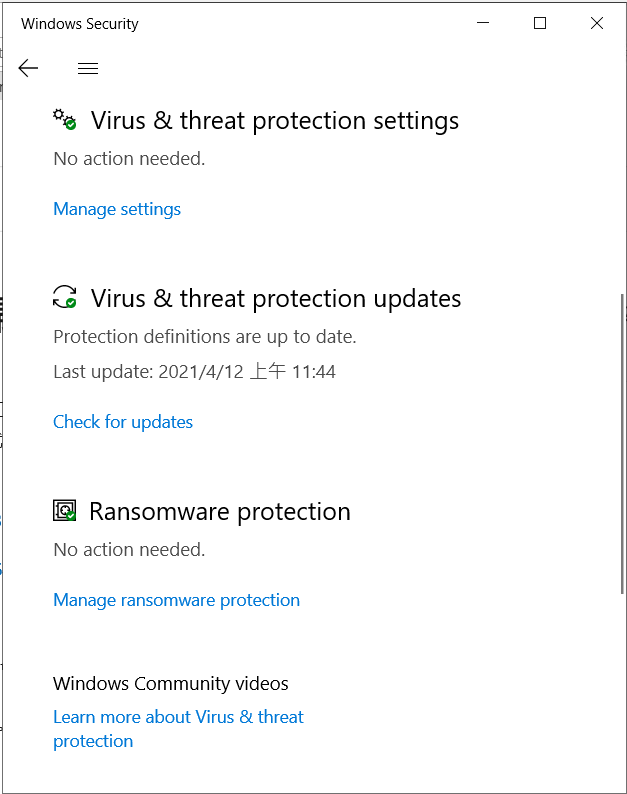 Windows Security
Virus & threat protection settings
No action needed.
Manage settings
Virus & threat protection updates
Protection definitions are up to date.
Last update: 2021/4/12 上午 11:44
Check for updates
Ransomware protection
No action needed.
Manage ransomware protection
Windows Community videos
Learn more about Virus & threat
protection